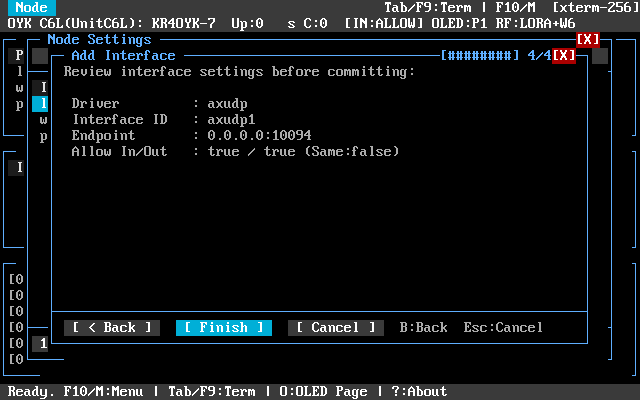 Node Tab/F9:Term | F10/M [xterm-256]
OYK C6L(UnitC6L): KR4OYK-7 Up:0 s C:0 [IN:ALLOW] OLED:P1 RF:LORA+W6
Node Settings [X]
P Add Interface [########] 4/4[X]
l Review interface settings before committing:
w I
p l Driver : axudp
w Interface ID : axudp1
p Endpoint : 0.0.0.0:10094
Allow In/Out : true / true (Same:false)
I
[O
[O
[O
[O [ < Back ] [ Finish ] [ Cancel ] B:Back Esc:Cancel
[O 1
[O
Ready. F10/M:Menu | Tab/F9:Term | O:OLED Page | ?:About